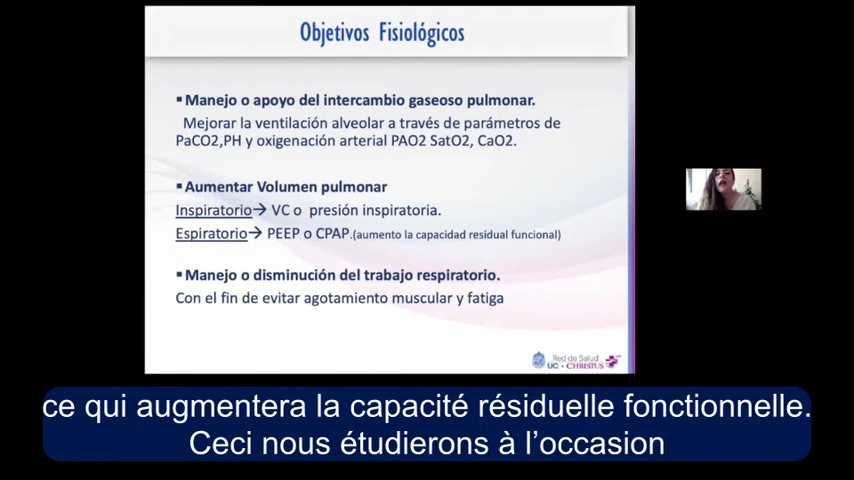 Objetivos Fisiológicos
▪Manejo o apoyo del intercambio gaseoso pulmonar.
Mejorar la ventilación alveolar a través de parámetros de
PaCO2,PH y oxigenación arterial PAO2 SatO2, CaO2.
▪Aumentar Volumen pulmonar
Inspiratorio→ VC o presión inspiratoria.
Espiratorio→ PEEP o CPAP.(aumento la capacidad residual funcional)
▪Manejo o disminución del trabajo respiratorio.
Con el fin de evitar agotamiento muscular y fatiga
Red de Salud
UC · CHRISTUS
ce qui augmentera la capacité résiduelle fonctionnelle.
Ceci nous étudierons à l’occasion